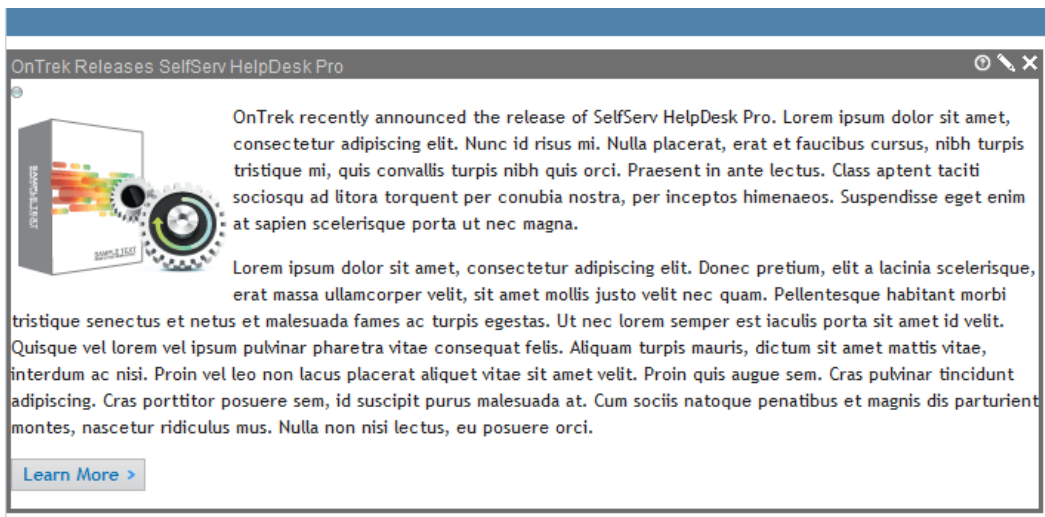 OnTrek Releases SelfServ HelpDesk Pro
OnTrek recently announced the release of SelfServ HelpDesk Pro. Lorem ipsum dolor sit amet,
consectetur adipiscing elit. Nunc id risus mi. Nulla placerat, erat et faucibus cursus, nibh turpis
tristique mi, quis convallis turpis nibh quis orci. Praesent in ante lectus. Class aptent taciti
sociosqu ad litora torquent per conubia nostra, per inceptos himenaeos. Suspendisse eget enim
at sapien scelerisque porta ut nec magna.
SAMPLE TEXT
SAMPLE TEXT
Lorem ipsum dolor sit amet, consectetur adipiscing elit. Donec pretium, elit a lacinia scelerisque,
erat massa ullamcorper velit, sit amet mollis justo velit nec quam. Pellentesque habitant morbi
tristique senectus et netus et malesuada fames ac turpis egestas. Ut nec lorem semper est iaculis porta sit amet id velit.
Quisque vel lorem vel ipsum pulvinar pharetra vitae consequat felis. Aliquam turpis mauris, dictum sit amet mattis vitae,
interdum ac nisi. Proin vel leo non lacus placerat aliquet vitae sit amet velit. Proin quis augue sem. Cras pulvinar tincidunt
adipiscing. Cras porttitor posuere sem, id suscipit purus malesuada at. Cum sociis natoque penatibus et magnis dis parturient
montes, nascetur ridiculus mus. Nulla non nisi lectus, eu posuere orci.
Learn More >